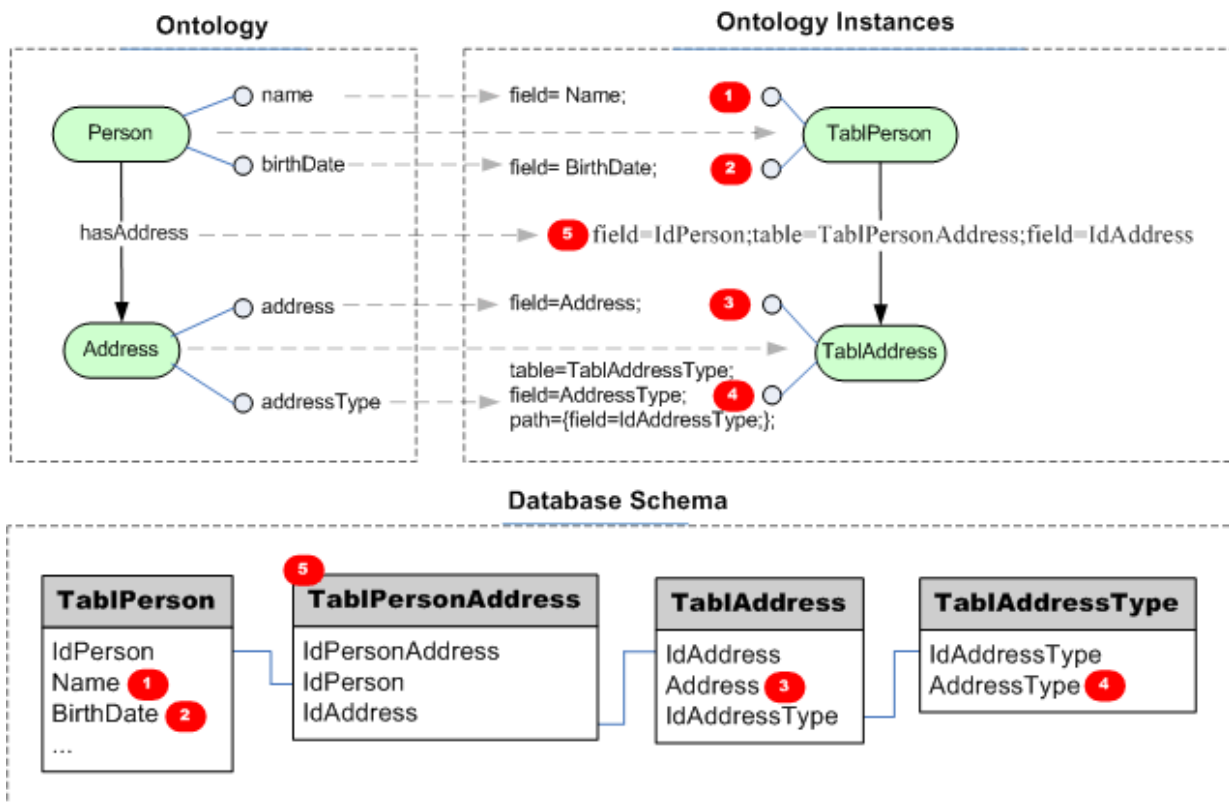 Ontology
Ontology Instances
name
field= Name;
1
Person
TablPerson
birthDate
field= BirthDate;
2
hasAddress
5
field=IdPerson;table=TablPersonAddress;field=IdAddress
address
field=Address;
3
Address
TablAddress
addressType
table=TablAddressType;
field=AddressType;
path={field=IdAddressType;};
4
Database Schema
TablPerson
IdPerson
Name 1
BirthDate 2
...
5
TablPersonAddress
IdPersonAddress
IdPerson
IdAddress
TablAddress
IdAddress
Address 3
IdAddressType
TablAddressType
IdAddressType
AddressType 4